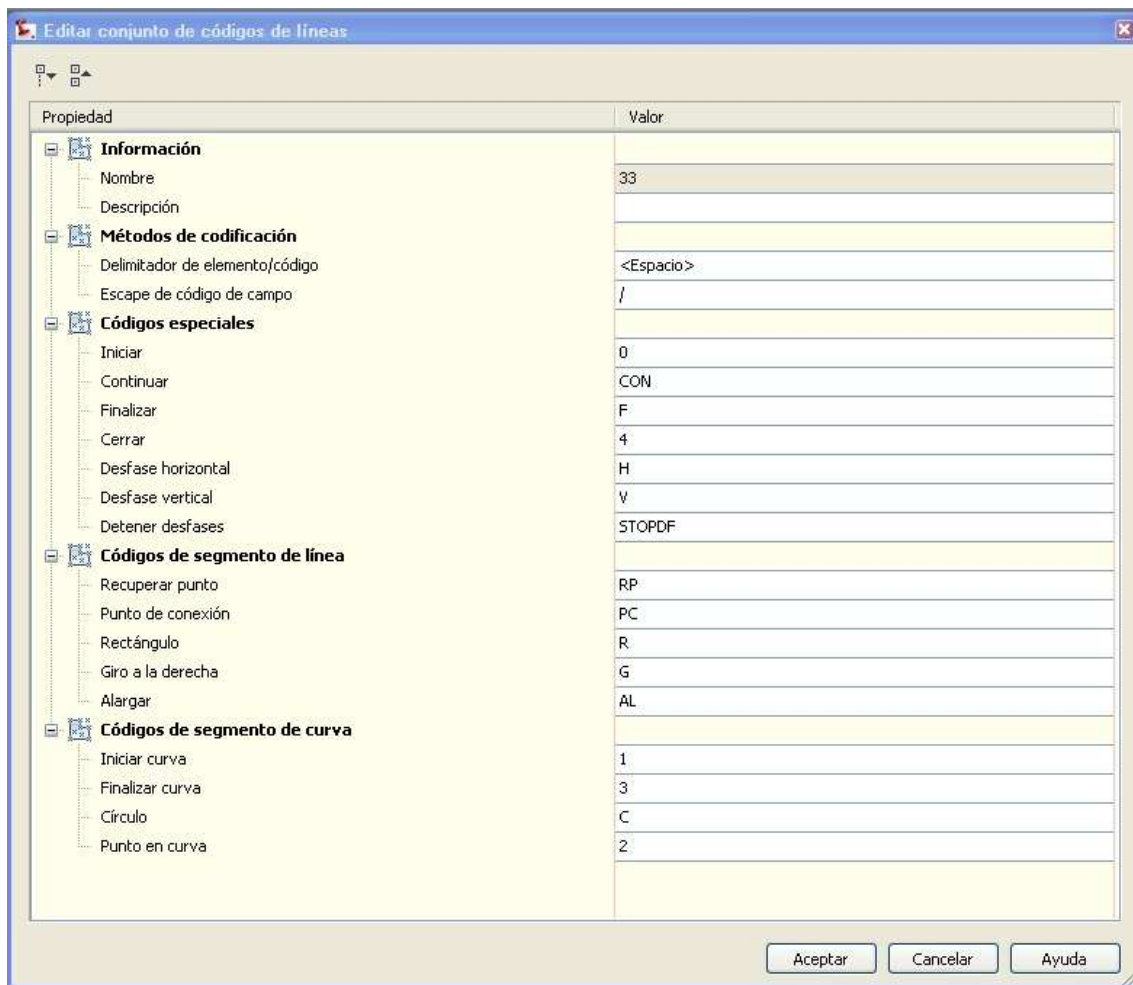 Editar conjunto de códigos de líneas
Propiedad Valor
Información
Nombre 33
Descripción
Métodos de codificación
Delimitador de elemento/código <Espacio>
Escape de código de campo /
Códigos especiales
Iniciar 0
Continuar CON
Finalizar F
Cerrar 4
Desfase horizontal H
Desfase vertical V
Detener desfases STOPDF
Códigos de segmento de línea
Recuperar punto RP
Punto de conexión PC
Rectángulo R
Giro a la derecha G
Alargar AL
Códigos de segmento de curva
Iniciar curva 1
Finalizar curva 3
Círculo C
Punto en curva 2
Aceptar Cancelar Ayuda